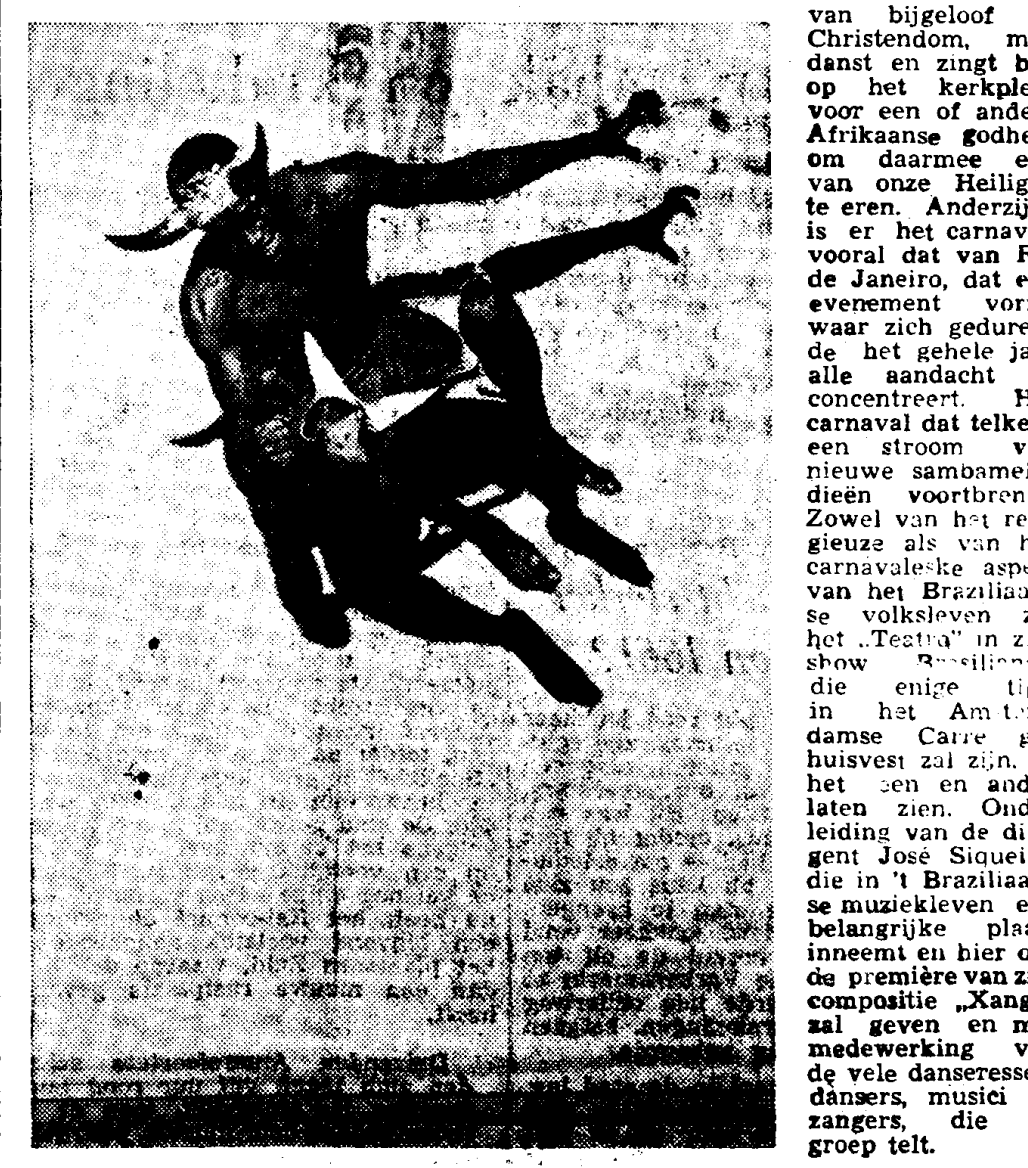 van bijgeloof
Christendom, m
danst en zingt b
op het kerkple
voor een of ande
Afrikaanse godhe
om daarmee e
van onze Heilig
te eren. Anderzij
is er het carnav
vooral dat van R
de Janeiro, dat e
evenement vor
waar zich gedure
de het gehele ja
alle aandacht
concentreert. H
carnaval dat telke
een stroom v
nieuwe sambamel
dieën voortbren
Zowel van het re
gieuze als van h
carnavaleske aspe
van het Braziliaa
se volksleven z
het „Teatro" in z
show Brasiliana
die enige ti
in het Amster
damse Carre g
huisvest zal zijn.
het een en and
laten zien. Ond
leiding van de di
gent José Siquei
die in 't Braziliaa
se muziekleven e
belangrijke plaa
inneemt en hier o
de première van z
compositie „Xang
zal geven en m
medewerking v
de vele danseresse
dansers, musici
zangers, die
groep telt.